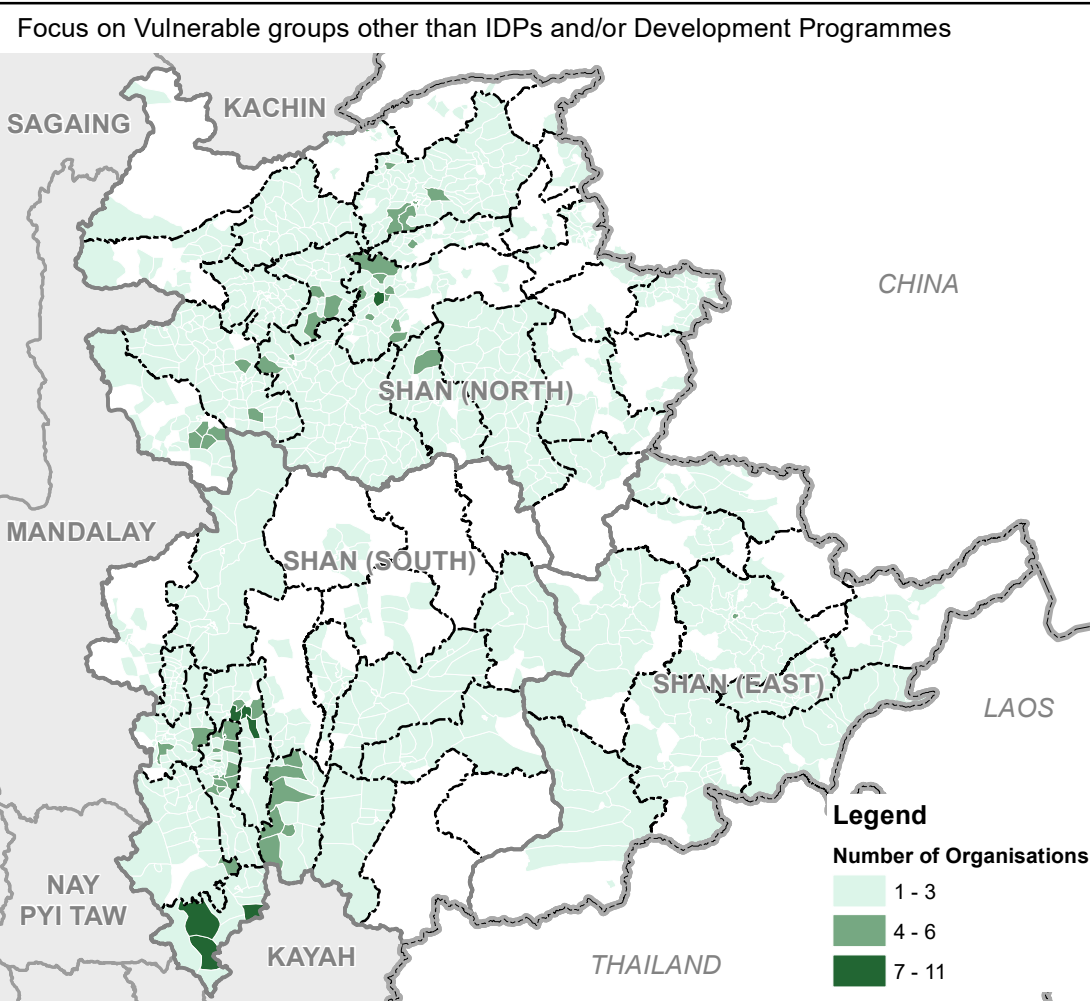 Focus on Vulnerable groups other than IDPs and/or Development Programmes
KACHIN
SAGAING
CHINA
SHAN (NORTH)
MANDALAY
SHAN (SOUTH)
SHAN (EAST)
LAOS
Legend
Number of Organisations
1 - 3
NAY
PYI TAW
4 - 6
KAYAH
THAILAND
7 - 11